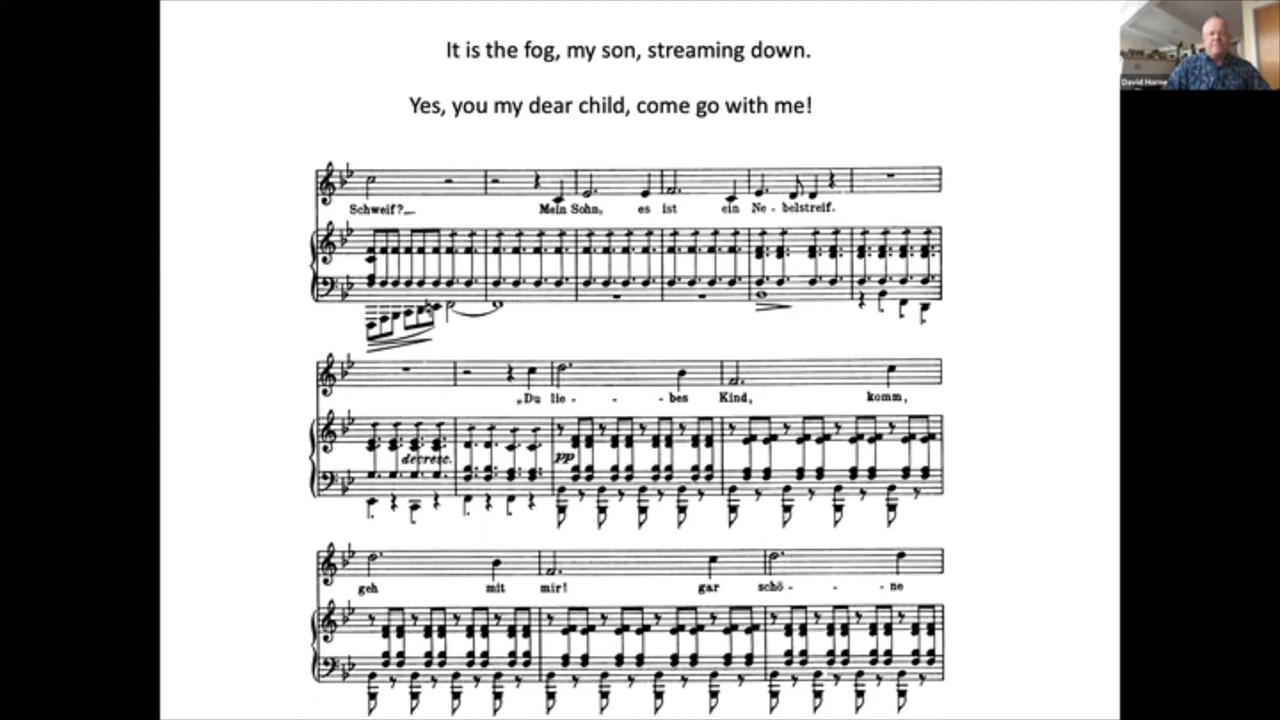 It is the fog, my son, streaming down.
Yes, you my dear child, come go with me!
David Horne
Schweif?__ Mein Sohn, es ist ein Ne - belstreif.
„Du lie - - - bes Kind, komm,
decresc.
pp
geh mit mir! gar schö - - - ne